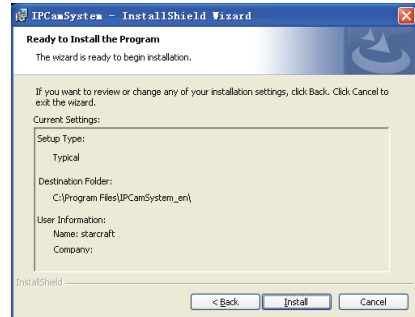 IPCamSystem - InstallShield Wizard
Ready to Install the Program
The wizard is ready to begin installation.
If you want to review or change any of your installation settings, click Back. Click Cancel to
exit the wizard.
Current Settings:
Setup Type:
Typical
Destination Folder:
C:\Program Files\IPCamSystem_en\
User Information:
Name: starcraft
Company:
InstallShield
< Back Install Cancel